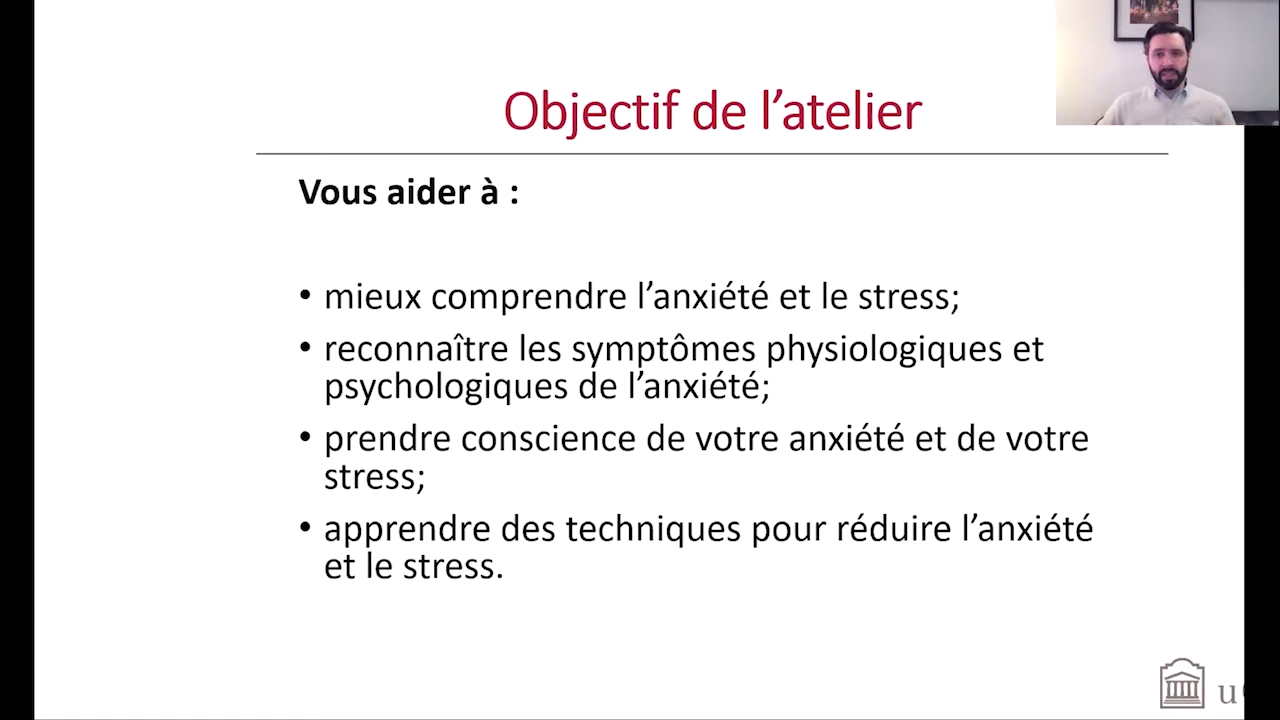 Objectif de l’atelier
Vous aider à :
• mieux comprendre l’anxiété et le stress;
• reconnaître les symptômes physiologiques et
psychologiques de l’anxiété;
• prendre conscience de votre anxiété et de votre
stress;
• apprendre des techniques pour réduire l’anxiété
et le stress.
u